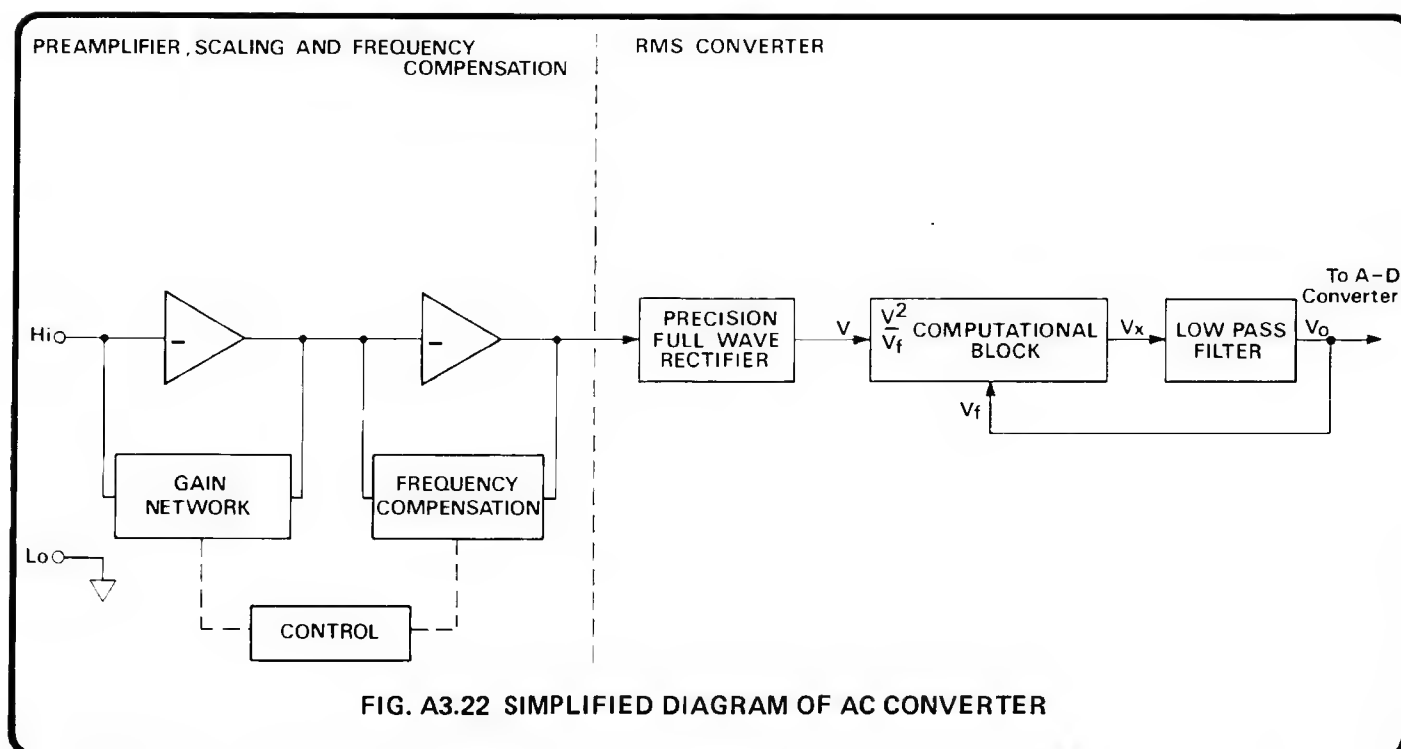 PREAMPLIFIER, SCALING AND FREQUENCY
COMPENSATION
RMS CONVERTER
Hi
-
-
PRECISION
FULL WAVE
RECTIFIER
V
V²
Vf
COMPUTATIONAL
BLOCK
Vx
LOW PASS
FILTER
To A-D
Converter
Vo
Vf
GAIN
NETWORK
FREQUENCY
COMPENSATION
Lo
CONTROL
FIG. A3.22 SIMPLIFIED DIAGRAM OF AC CONVERTER